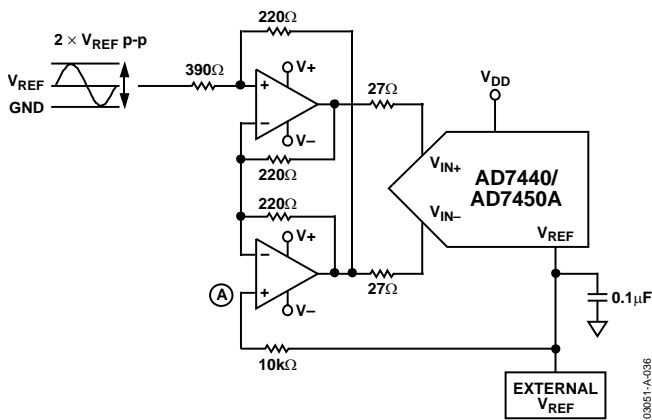 2 × VREF p-p
VREF
GND
390Ω
220Ω
V+
+
−
V−
220Ω
27Ω
VDD
VIN+
AD7440/
AD7450A
VIN−
VREF
220Ω
V+
−
+
V−
A
27Ω
0.1μF
10kΩ
EXTERNAL
VREF
03051-A-036